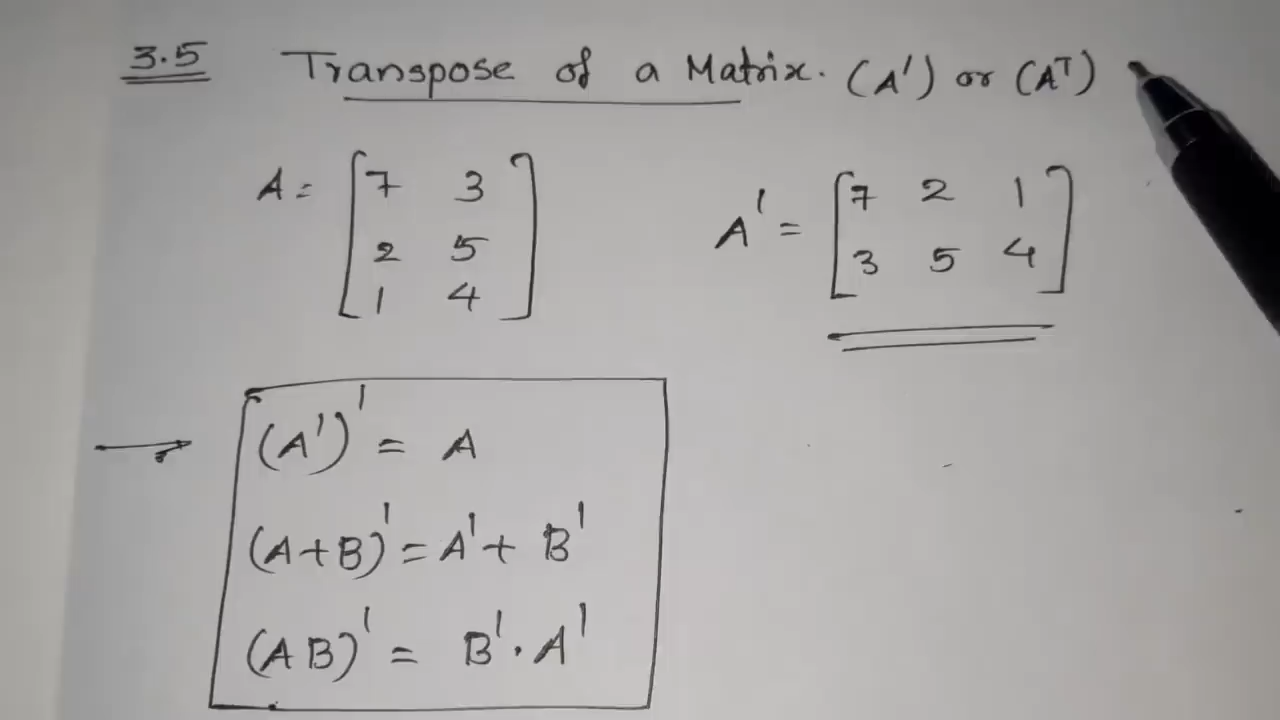 3.5 Transpose of a Matrix. (A') or (Aᵀ)
A = [7 3
2 5
1 4]
A' = [7 2 1
3 5 4]
(A')' = A
(A+B)' = A' + B'
(AB)' = B' . A'